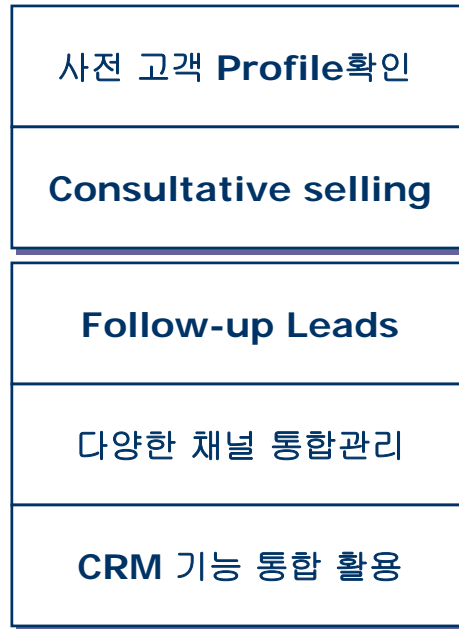 사전 고객 Profile확인
Consultative selling
Follow-up Leads
다양한 채널 통합관리
CRM 기능 통합 활용